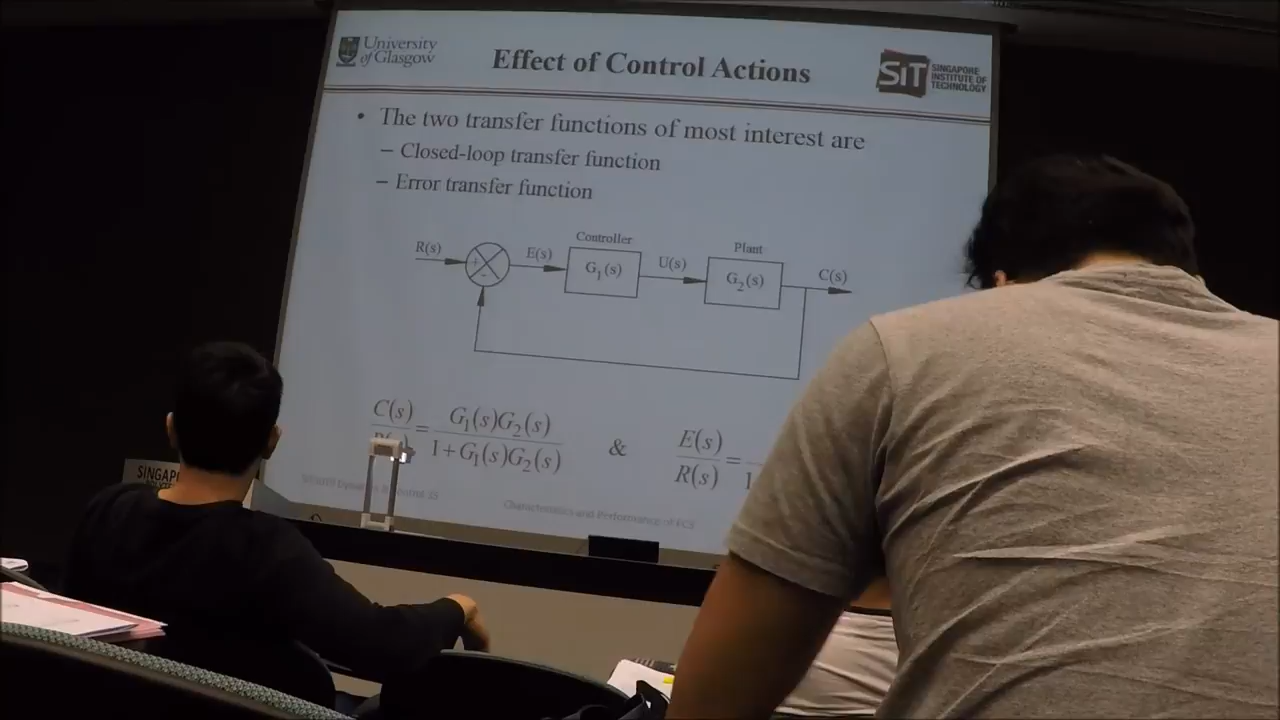 University
of Glasgow
Effect of Control Actions
SiT
SINGAPORE
INSTITUTE OF
TECHNOLOGY
• The two transfer functions of most interest are
– Closed-loop transfer function
– Error transfer function
Controller
Plant
R(s)
+
-
E(s)
G₁(s)
U(s)
G₂(s)
C(s)
C(s) = G₁(s)G₂(s)
1+G₁(s)G₂(s)
&
E(s)
R(s) = 1
Characteristics and Performance of FCS
SINGAP